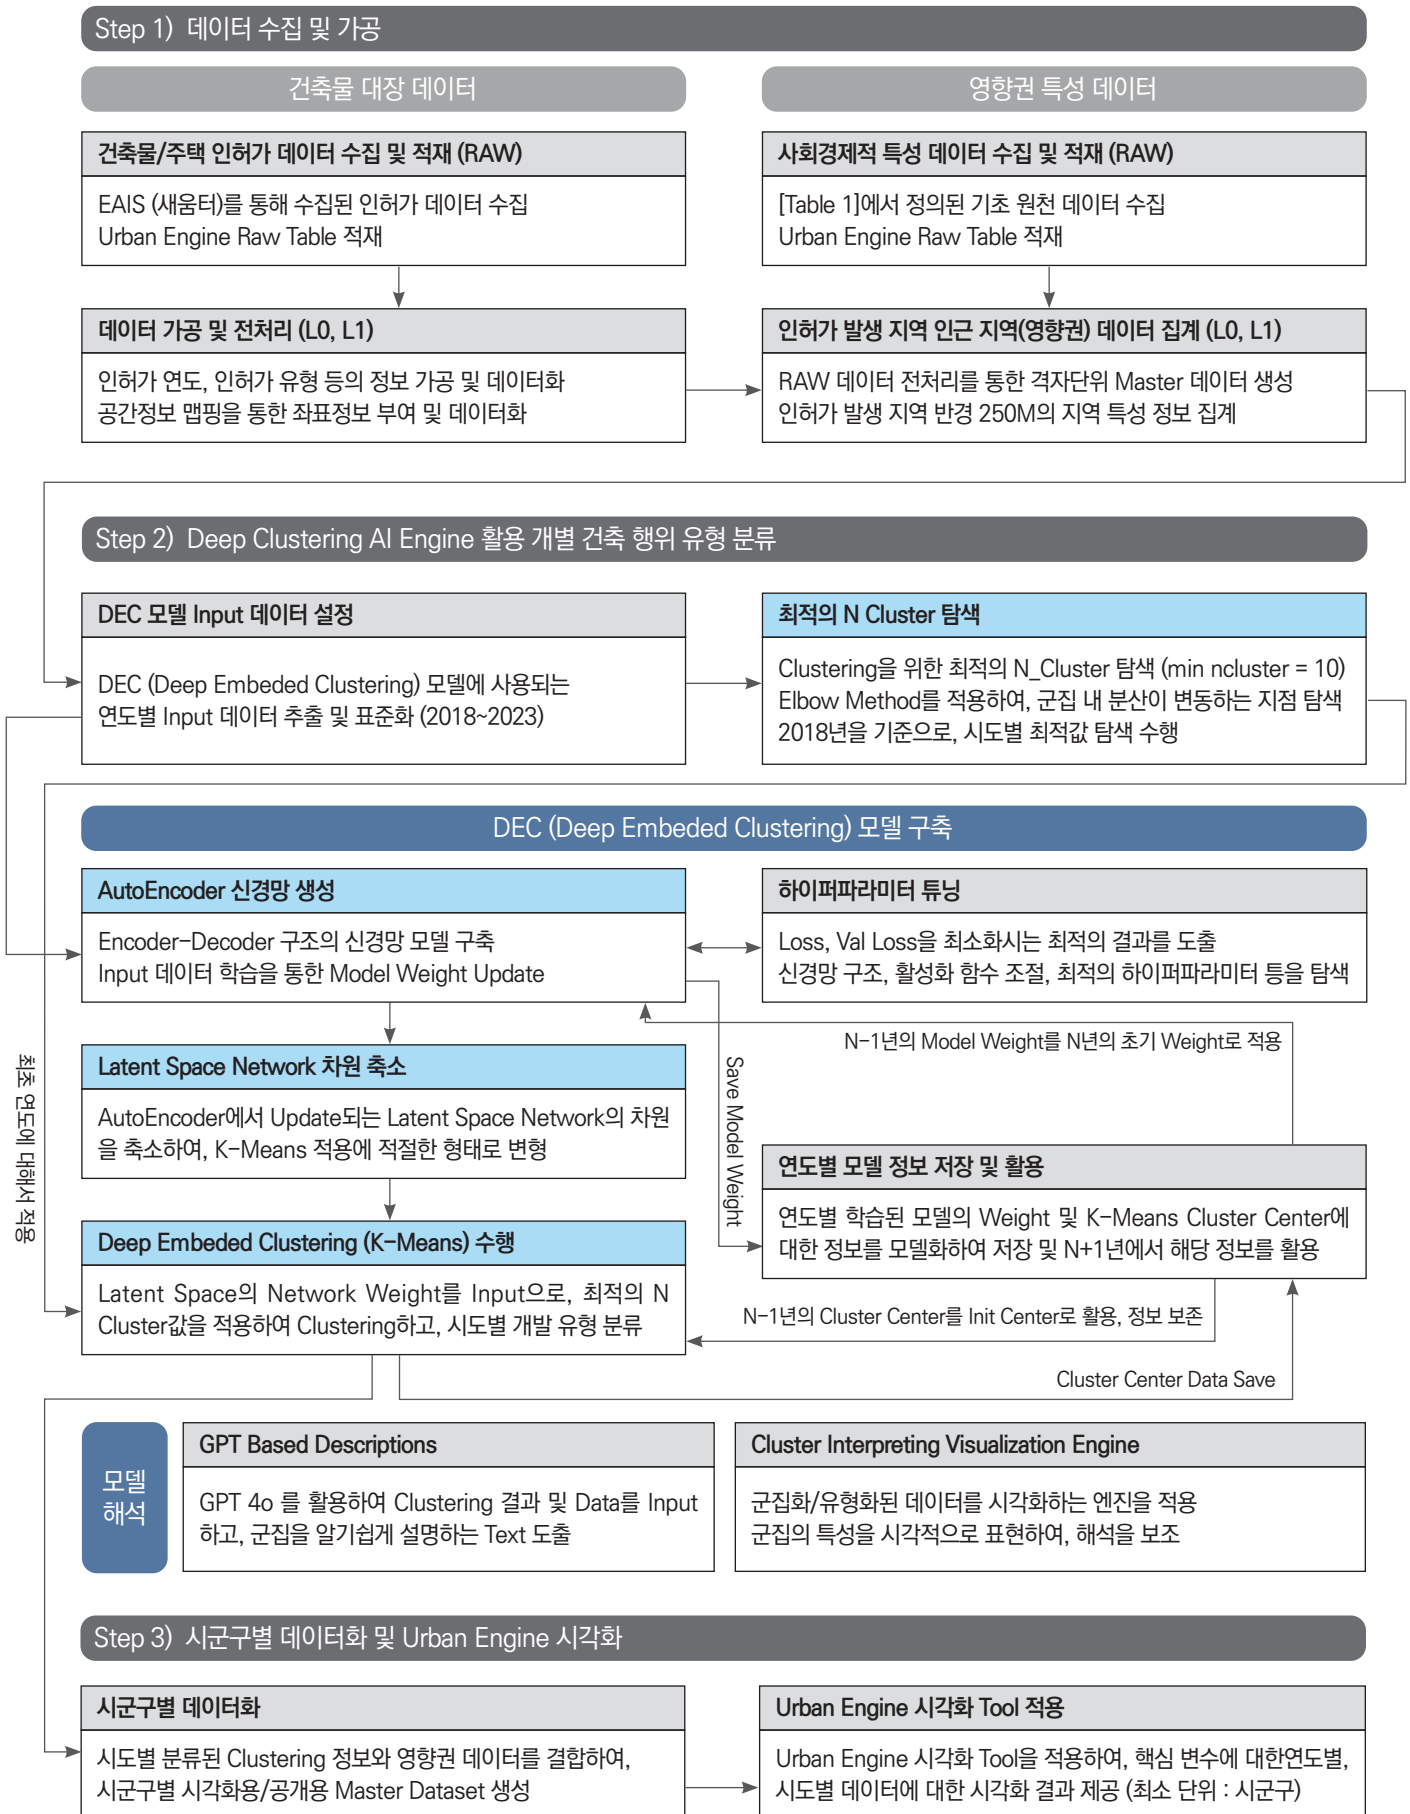 Step 1) 데이터 수집 및 가공
건축물 대장 데이터
영향권 특성 데이터
건축물/주택 인허가 데이터 수집 및 적재 (RAW)
EAIS (새움터)를 통해 수집된 인허가 데이터 수집
Urban Engine Raw Table 적재
사회경제적 특성 데이터 수집 및 적재 (RAW)
[Table 1]에서 정의된 기초 원천 데이터 수집
Urban Engine Raw Table 적재
데이터 가공 및 전처리 (L0, L1)
인허가 연도, 인허가 유형 등의 정보 가공 및 데이터화
공간정보 맵핑을 통한 좌표정보 부여 및 데이터화
인허가 발생 지역 인근 지역(영향권) 데이터 집계 (L0, L1)
RAW 데이터 전처리를 통한 격자단위 Master 데이터 생성
인허가 발생 지역 반경 250M의 지역 특성 정보 집계
Step 2) Deep Clustering AI Engine 활용 개별 건축 행위 유형 분류
DEC 모델 Input 데이터 설정
DEC (Deep Embeded Clustering) 모델에 사용되는
연도별 Input 데이터 추출 및 표준화 (2018~2023)
최적의 N Cluster 탐색
Clustering을 위한 최적의 N_Cluster 탐색 (min ncluster = 10)
Elbow Method를 적용하여, 군집 내 분산이 변동하는 지점 탐색
2018년을 기준으로, 시도별 최적값 탐색 수행
DEC (Deep Embeded Clustering) 모델 구축
AutoEncoder 신경망 생성
Encoder-Decoder 구조의 신경망 모델 구축
Input 데이터 학습을 통한 Model Weight Update
하이퍼파라미터 튜닝
Loss, Val Loss을 최소화시는 최적의 결과를 도출
신경망 구조, 활성화 함수 조절, 최적의 하이퍼파라미터 등을 탐색
N-1년의 Model Weight를 N년의 초기 Weight로 적용
최초 연도에 대해서 적용
Save Model Weight
Latent Space Network 차원 축소
AutoEncoder에서 Update되는 Latent Space Network의 차원
을 축소하여, K-Means 적용에 적절한 형태로 변형
연도별 모델 정보 저장 및 활용
연도별 학습된 모델의 Weight 및 K-Means Cluster Center에
대한 정보를 모델화하여 저장 및 N+1년에서 해당 정보를 활용
Deep Embeded Clustering (K-Means) 수행
Latent Space의 Network Weight를 Input으로, 최적의 N
Cluster값을 적용하여 Clustering하고, 시도별 개발 유형 분류
N-1년의 Cluster Center를 Init Center로 활용, 정보 보존
Cluster Center Data Save
모델
해석
GPT Based Descriptions
GPT 4o 를 활용하여 Clustering 결과 및 Data를 Input
하고, 군집을 알기쉽게 설명하는 Text 도출
Cluster Interpreting Visualization Engine
군집화/유형화된 데이터를 시각화하는 엔진을 적용
군집의 특성을 시각적으로 표현하여, 해석을 보조
Step 3) 시군구별 데이터화 및 Urban Engine 시각화
시군구별 데이터화
시도별 분류된 Clustering 정보와 영향권 데이터를 결합하여,
시군구별 시각화용/공개용 Master Dataset 생성
Urban Engine 시각화 Tool 적용
Urban Engine 시각화 Tool을 적용하여, 핵심 변수에 대한연도별,
시도별 데이터에 대한 시각화 결과 제공 (최소 단위 : 시군구)